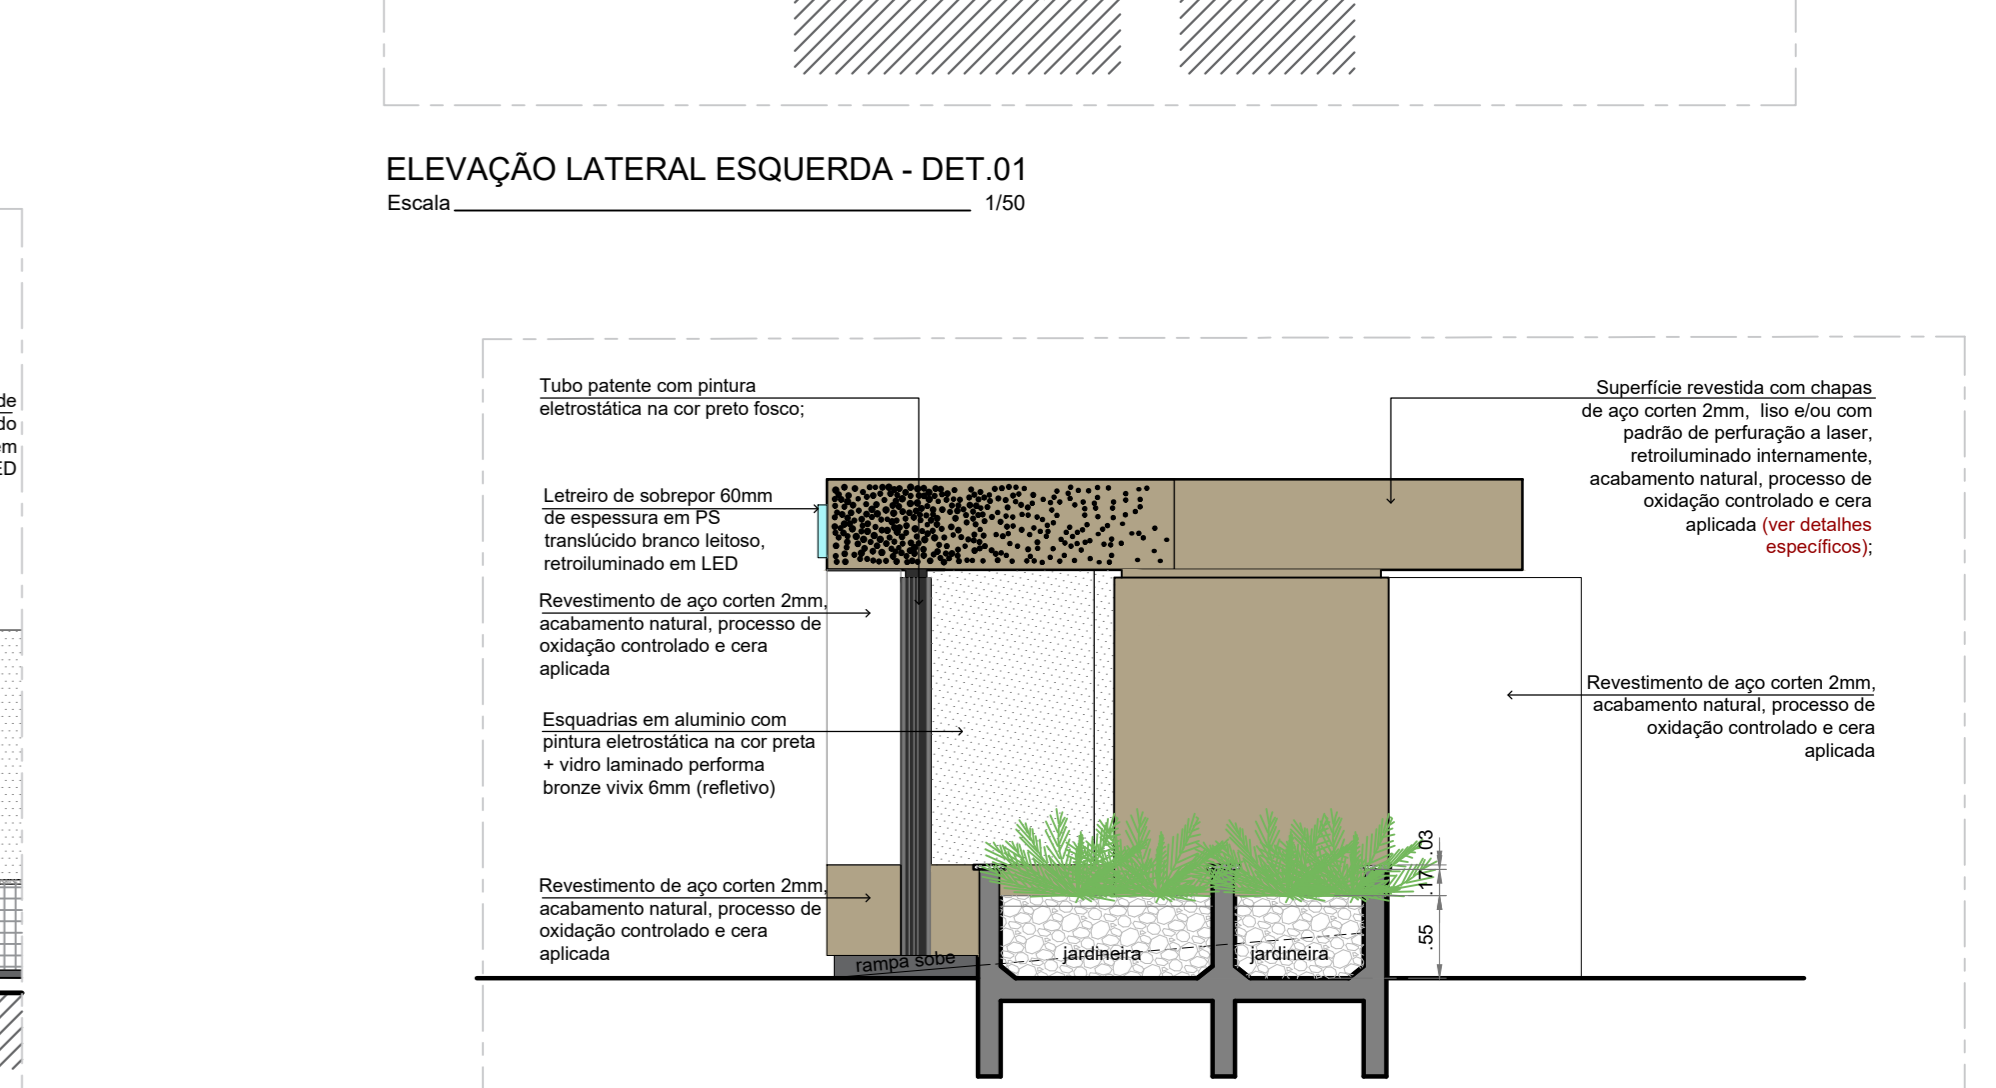 ELEVAÇÃO LATERAL ESQUERDA - DET.01
Escala 1/50
de
do
em
ED
Tubo patente com pintura
eletrostática na cor preto fosco;
Letreiro de sobrepor 60mm
de espessura em PS
translúcido branco leitoso,
retroiluminado em LED
Revestimento de aço corten 2mm,
acabamento natural, processo de
oxidação controlado e cera
aplicada
Esquadrias em aluminio com
pintura eletrostática na cor preta
+ vidro laminado performa
bronze vivix 6mm (refletivo)
Revestimento de aço corten 2mm,
acabamento natural, processo de
oxidação controlado e cera
aplicada
Superfície revestida com chapas
de aço corten 2mm, liso e/ou com
padrão de perfuração a laser,
retroiluminado internamente,
acabamento natural, processo de
oxidação controlado e cera
aplicada (ver detalhes
específicos);
Revestimento de aço corten 2mm,
acabamento natural, processo de
oxidação controlado e cera
aplicada
.03
.17
.55
rampa sobe
jardineira
jardineira